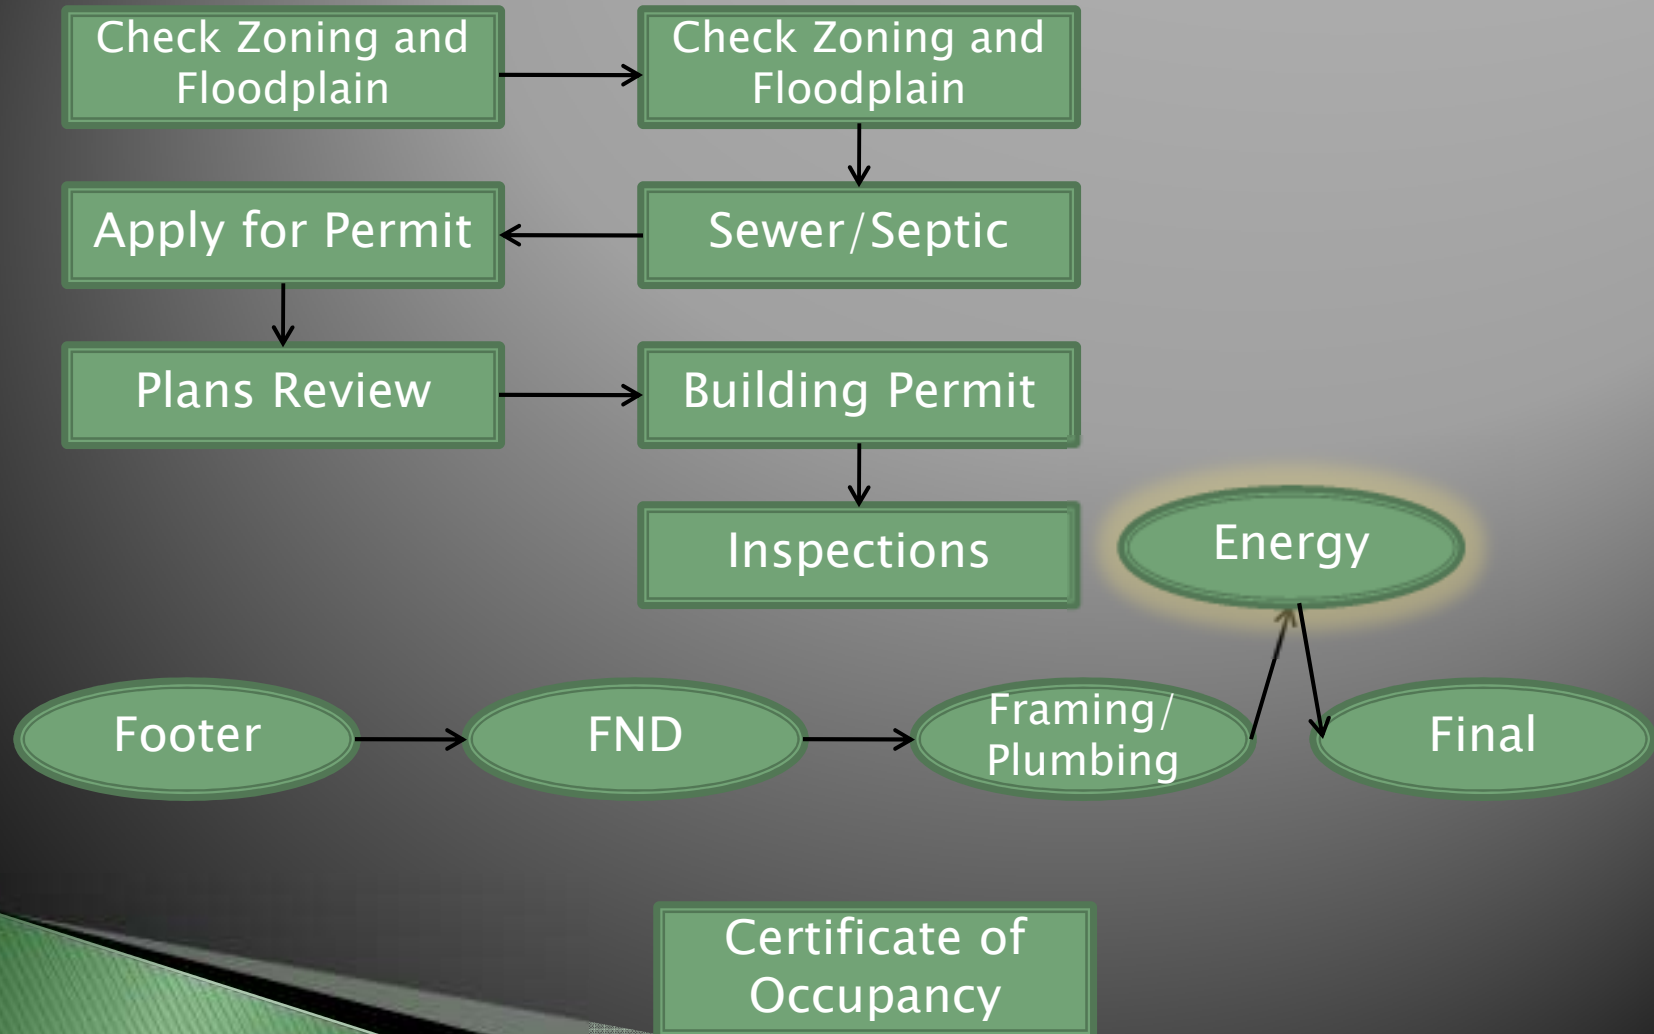 Check Zoning and
Floodplain
Check Zoning and
Floodplain
Apply for Permit
Sewer/Septic
Plans Review
Building Permit
Inspections
Energy
Footer
FND
Framing/
Plumbing
Final
Certificate of
Occupancy